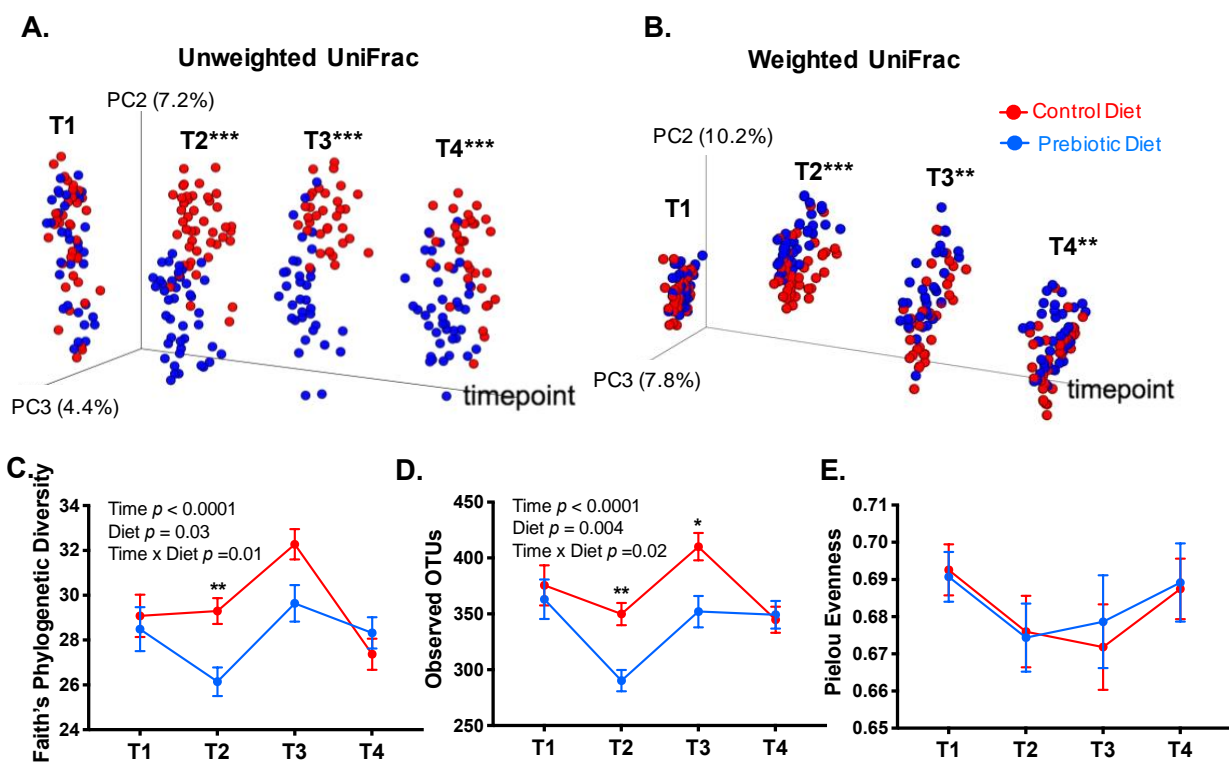 A.
Unweighted UniFrac
PC2 (7.2%)
T1
T2***
T3***
T4***
PC3 (4.4%)
timepoint
B.
Weighted UniFrac
Control Diet
Prebiotic Diet
PC2 (10.2%)
T1
T2***
T3**
T4**
PC3 (7.8%)
timepoint
C.
Faith's Phylogenetic Diversity
Time p < 0.0001
Diet p = 0.03
Time x Diet p =0.01
**
34
32
30
28
26
24
T1 T2 T3 T4
D.
Observed OTUs
Time p < 0.0001
Diet p = 0.004
Time x Diet p =0.02
**
*
450
400
350
300
250
T1 T2 T3 T4
E.
Pielou Evenness
0.71
0.70
0.69
0.68
0.67
0.66
0.65
T1 T2 T3 T4